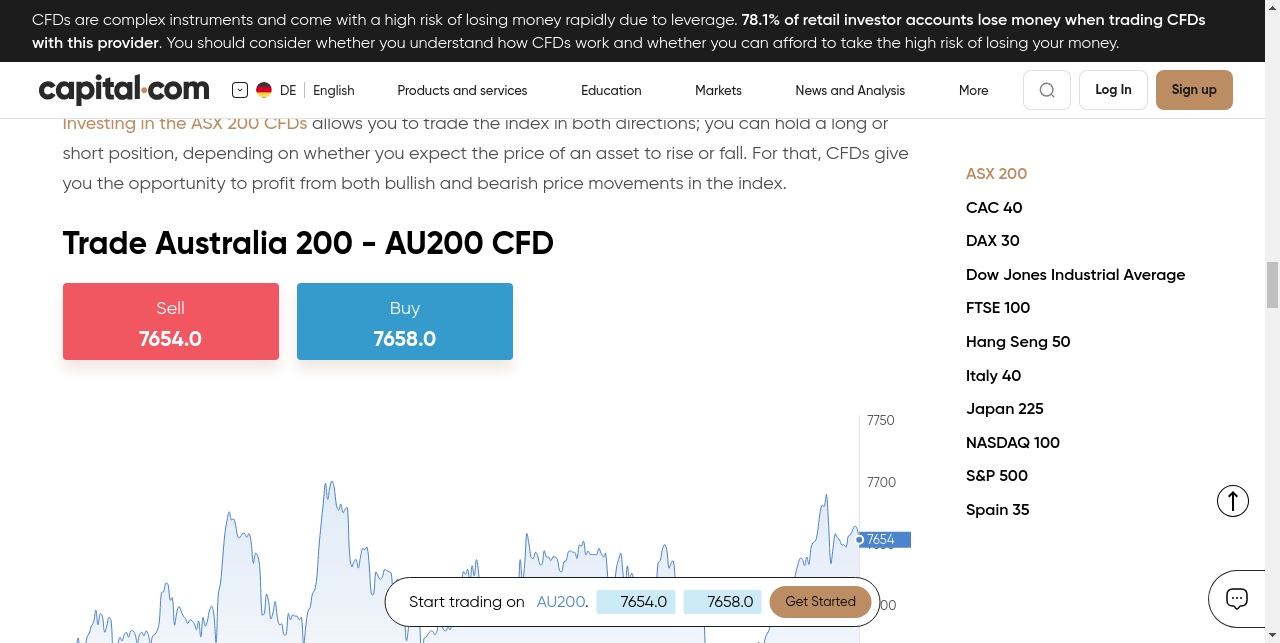 CFDs are complex instruments and come with a high risk of losing money rapidly due to leverage. 78.1% of retail investor accounts lose money when trading CFDs
with this provider. You should consider whether you understand how CFDs work and whether you can afford to take the high risk of losing your money.
capital.com
DE English
Products and services
Education
Markets
News and Analysis
More
Log In
Sign up
Investing in the ASX 200 CFDs allows you to trade the index in both directions; you can hold a long or
short position, depending on whether you expect the price of an asset to rise or fall. For that, CFDs give
you the opportunity to profit from both bullish and bearish price movements in the index.
Trade Australia 200 - AU200 CFD
Sell
7654.0
Buy
7658.0
7750
7700
7654
Start trading on AU200. 7654.0 7658.0 Get Started
ASX 200
CAC 40
DAX 30
Dow Jones Industrial Average
FTSE 100
Hang Seng 50
Italy 40
Japan 225
NASDAQ 100
S&P 500
Spain 35